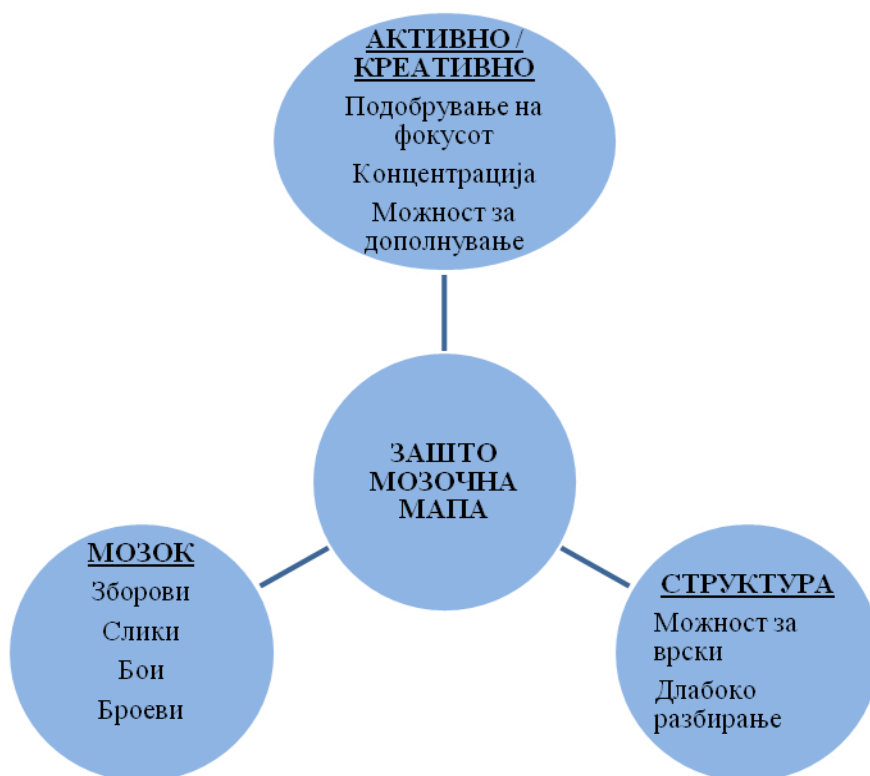 АКТИВНО /
КРЕАТИВНО
Подобрување на
фокусот
Концентрација
Можност за
дополнување
ЗАШТО
МОЗОЧНА
МАПА
МОЗОК
Зборови
Слики
Бои
Броеви
СТРУКТУРА
Можност за
врски
Длабоко
разбирање